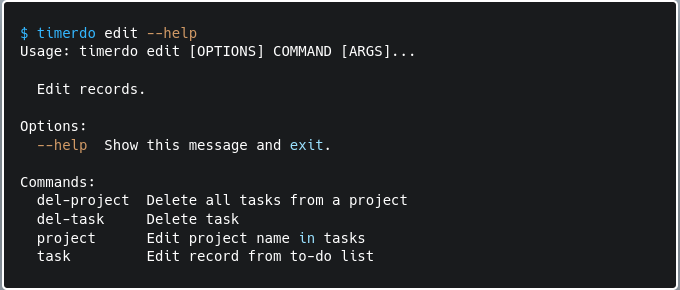 $ timerdo edit --help
Usage: timerdo edit [OPTIONS] COMMAND [ARGS]...
Edit records.
Options:
--help  Show this message and exit.
Commands:
del-project  Delete all tasks from a project
del-task     Delete task
project      Edit project name in tasks
task         Edit record from to-do list